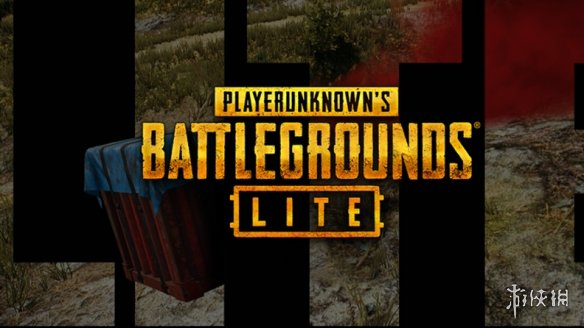 PLAYERUNKNOWN'S
BATTLEGROUNDS®
LITE
游侠网